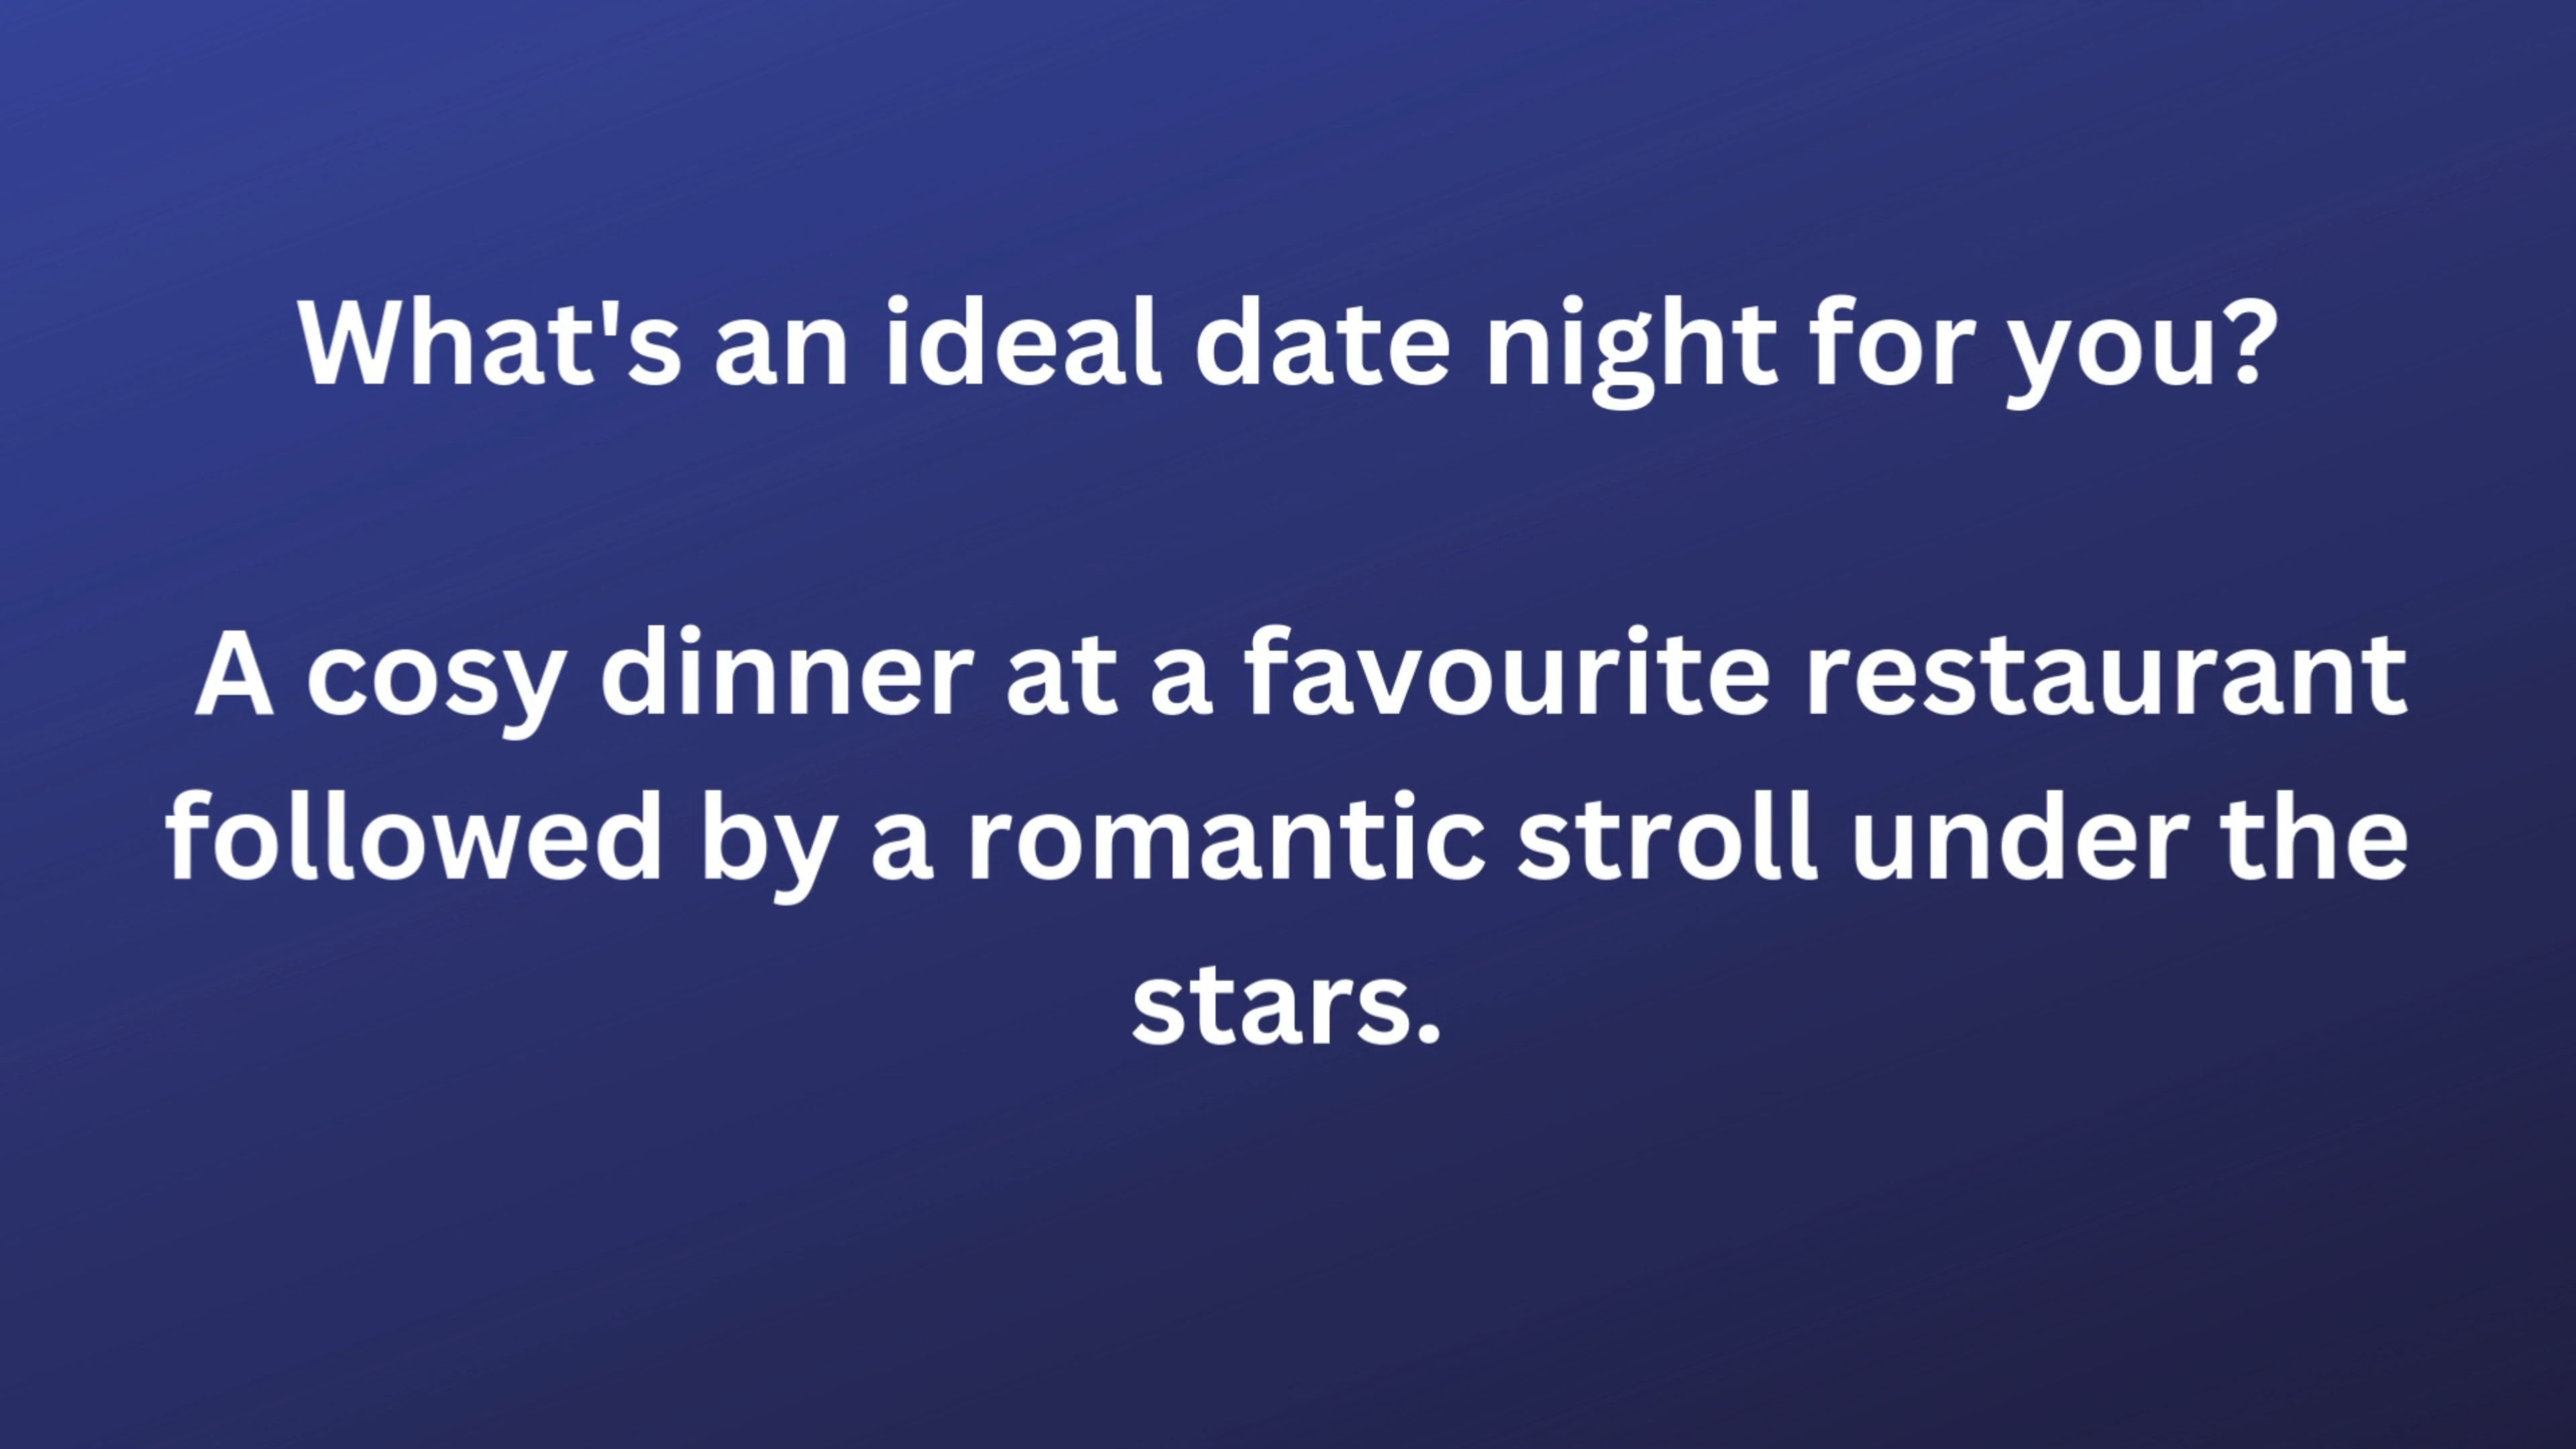 What's an ideal date night for you?
A cosy dinner at a favourite restaurant
followed by a romantic stroll under the
stars.